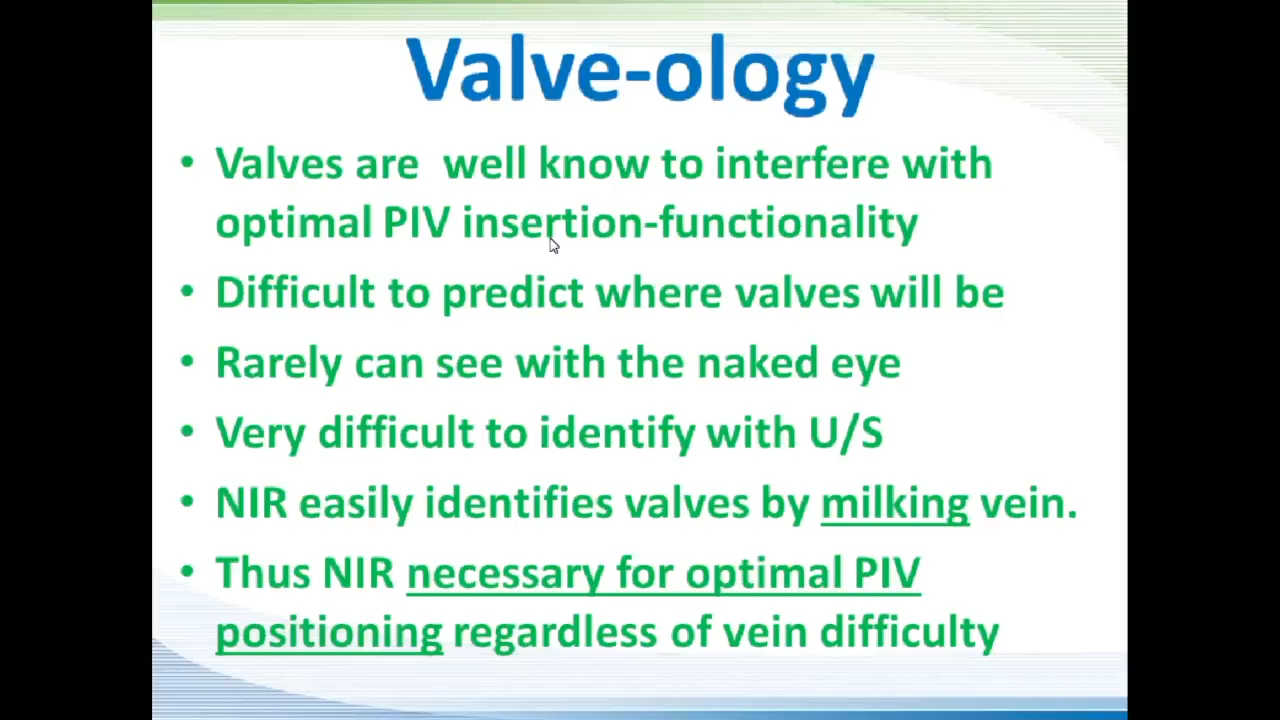 Valve-ology
• Valves are  well know to interfere with
optimal PIV insertion-functionality
• Difficult to predict where valves will be
• Rarely can see with the naked eye
• Very difficult to identify with U/S
• NIR easily identifies valves by milking vein.
• Thus NIR necessary for optimal PIV
positioning regardless of vein difficulty